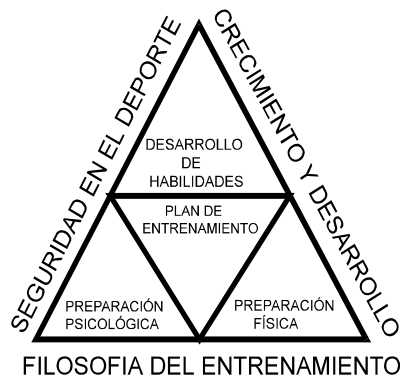 SEGURIDAD EN EL DEPORTE
CRECIMIENTO Y DESARROLLO
DESARROLLO
DE
HABILIDADES
PLAN DE
ENTRENAMIENTO
PREPARACIÓN
PSICOLÓGICA
PREPARACIÓN
FÍSICA
FILOSOFIA DEL ENTRENAMIENTO